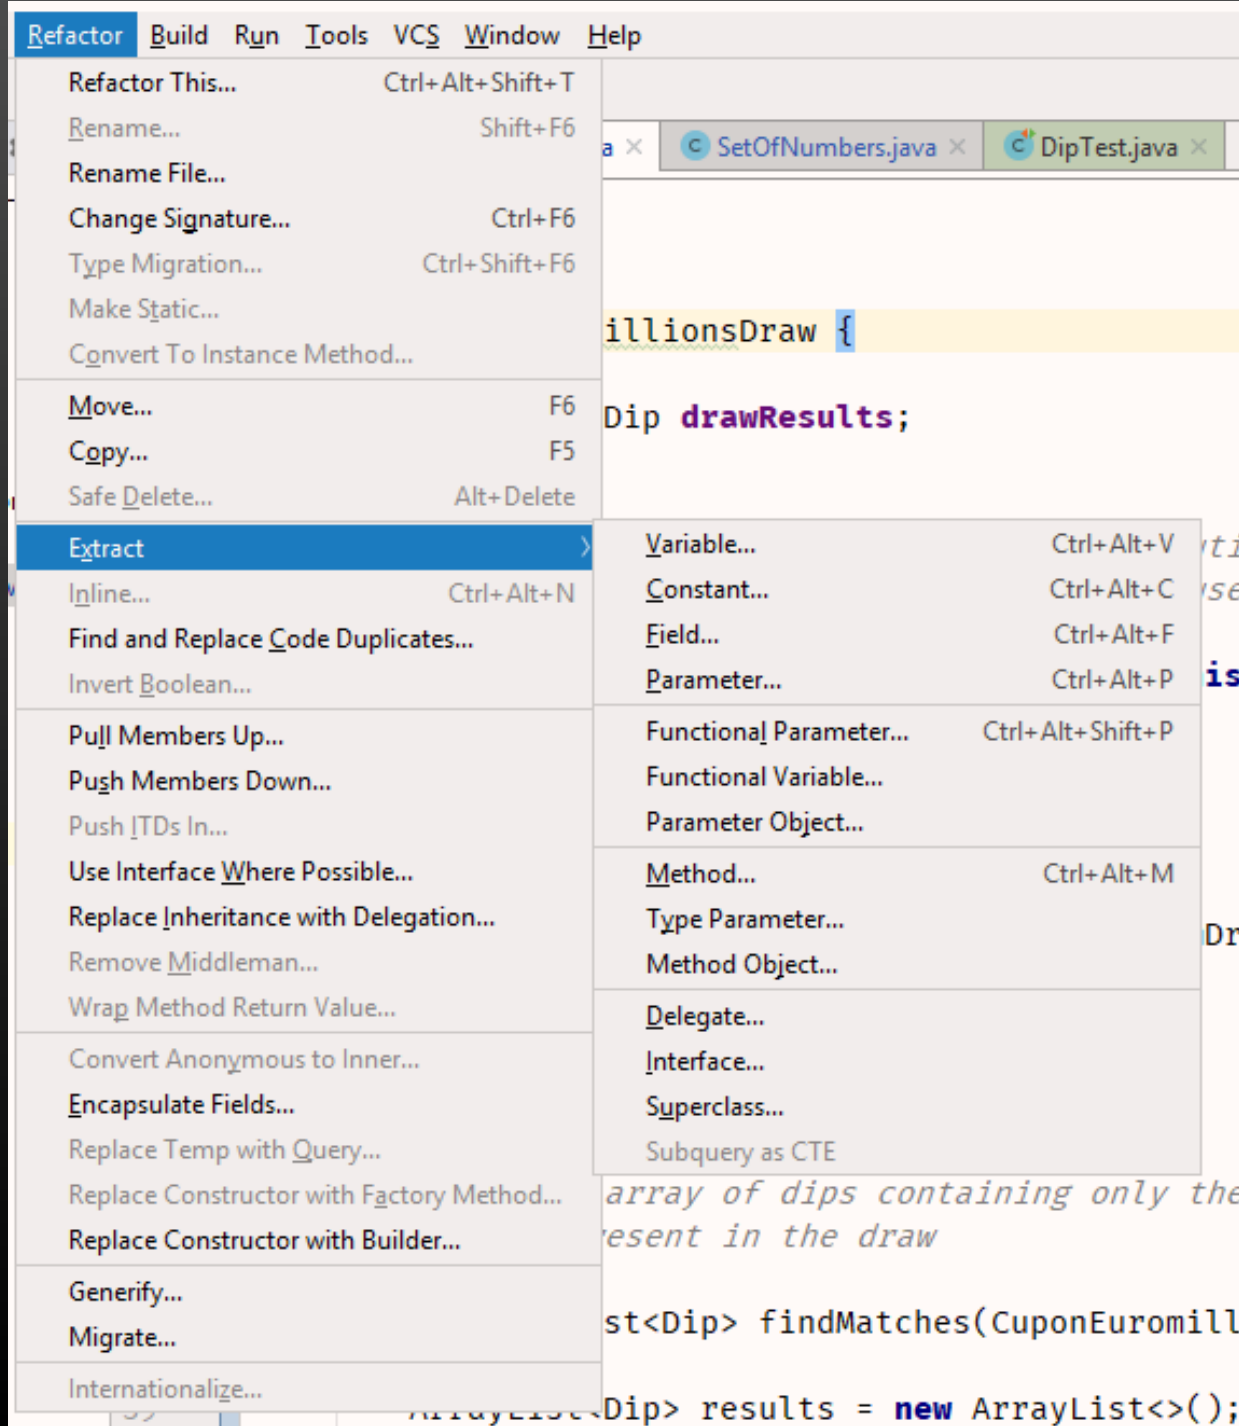 Refactor Build Run Tools VCS Window Help
Refactor This... Ctrl+Alt+Shift+T
Rename... Shift+F6
a × C SetOfNumbers.java × C DipTest.java ×
Rename File...
Change Signature... Ctrl+F6
Type Migration... Ctrl+Shift+F6
Make Static...
illionsDraw {
Convert To Instance Method...
Move... F6
Dip drawResults;
Copy... F5
Safe Delete... Alt+Delete
Extract
Inline... Ctrl+Alt+N
Find and Replace Code Duplicates...
Invert Boolean...
Pull Members Up...
Push Members Down...
Push ITDs In...
Use Interface Where Possible...
Replace Inheritance with Delegation...
Remove Middleman...
Wrap Method Return Value...
Convert Anonymous to Inner...
Encapsulate Fields...
Replace Temp with Query...
Replace Constructor with Factory Method...
Replace Constructor with Builder...
Generify...
Migrate...
Internationalize...
Variable... Ctrl+Alt+V
Constant... Ctrl+Alt+C
Field... Ctrl+Alt+F
Parameter... Ctrl+Alt+P
is
Functional Parameter... Ctrl+Alt+Shift+P
Functional Variable...
Parameter Object...
Method... Ctrl+Alt+M
Type Parameter...
Dr
Method Object...
Delegate...
Interface...
Superclass...
Subquery as CTE
array of dips containing only the
esent in the draw
st<Dip> findMatches(CuponEuromill
<Dip> results = new ArrayList<>();